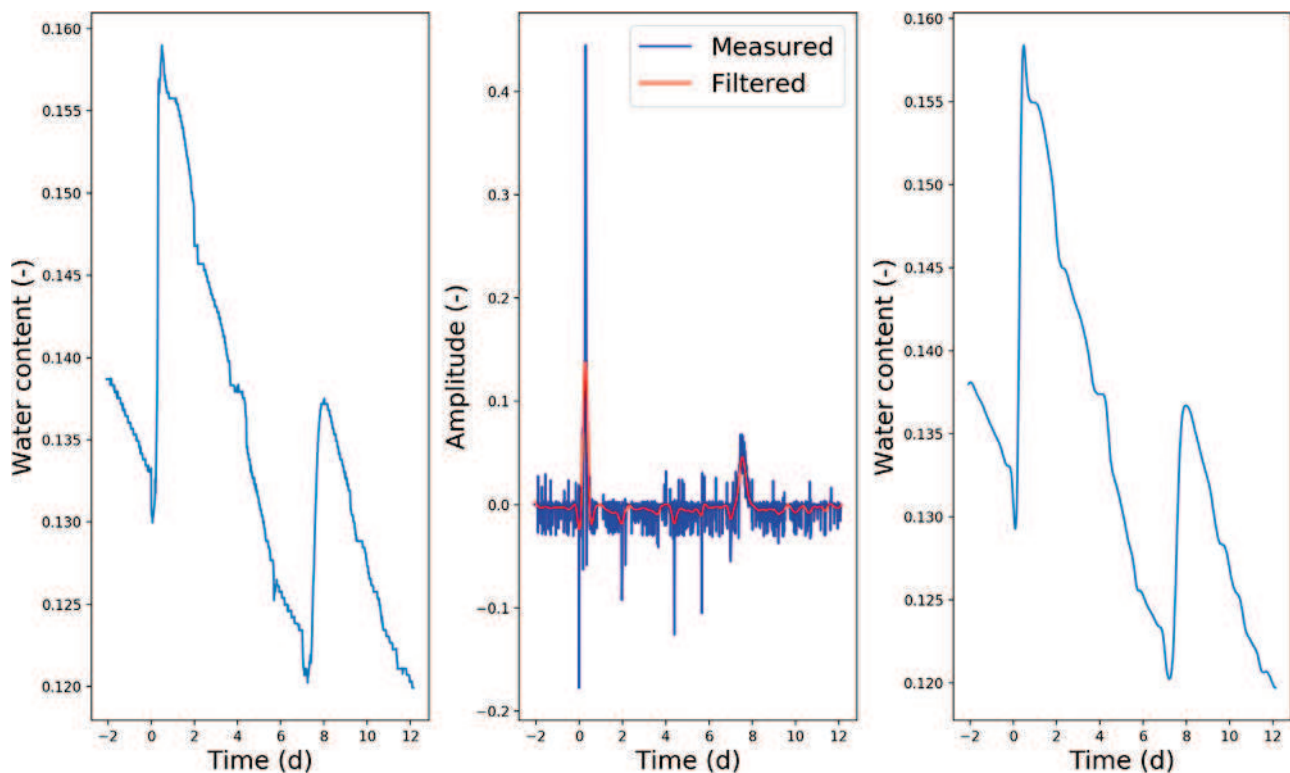 0.160
0.155
0.150
0.145
0.140
0.135
0.130
0.125
0.120
Water content (-)
−2 0 2 4 6 8 10 12
Time (d)
Measured
Filtered
0.4
0.3
0.2
0.1
0.0
−0.1
−0.2
Amplitude (-)
−2 0 2 4 6 8 10 12
Time (d)
0.160
0.155
0.150
0.145
0.140
0.135
0.130
0.125
0.120
Water content (-)
−2 0 2 4 6 8 10 12
Time (d)